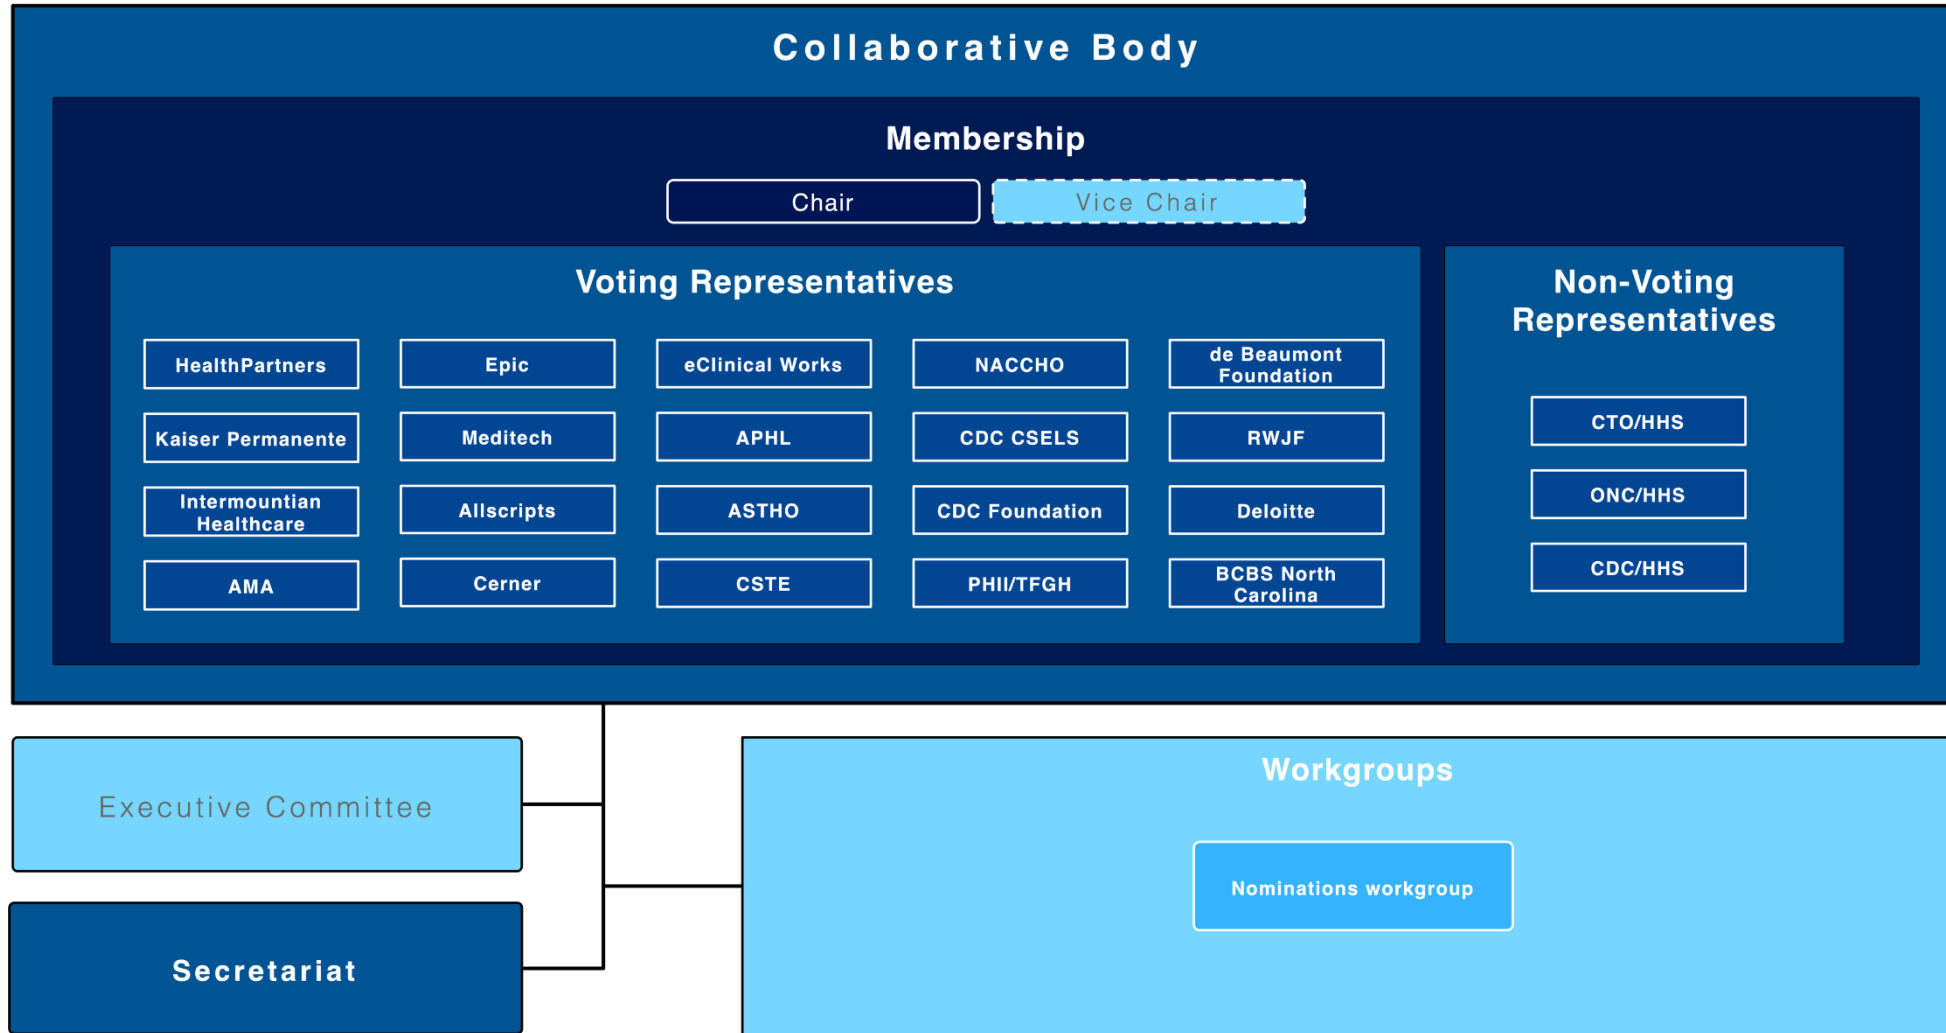 Collaborative Body
Membership
Chair
Vice Chair
Voting Representatives
HealthPartners
Epic
eClinical Works
NACCHO
de Beaumont
Foundation
Kaiser Permanente
Meditech
APHL
CDC CSELS
RWJF
Intermountian
Healthcare
Allscripts
ASTHO
CDC Foundation
Deloitte
AMA
Cerner
CSTE
PHII/TFGH
BCBS North
Carolina
Non-Voting
Representatives
CTO/HHS
ONC/HHS
CDC/HHS
Executive Committee
Secretariat
Workgroups
Nominations workgroup